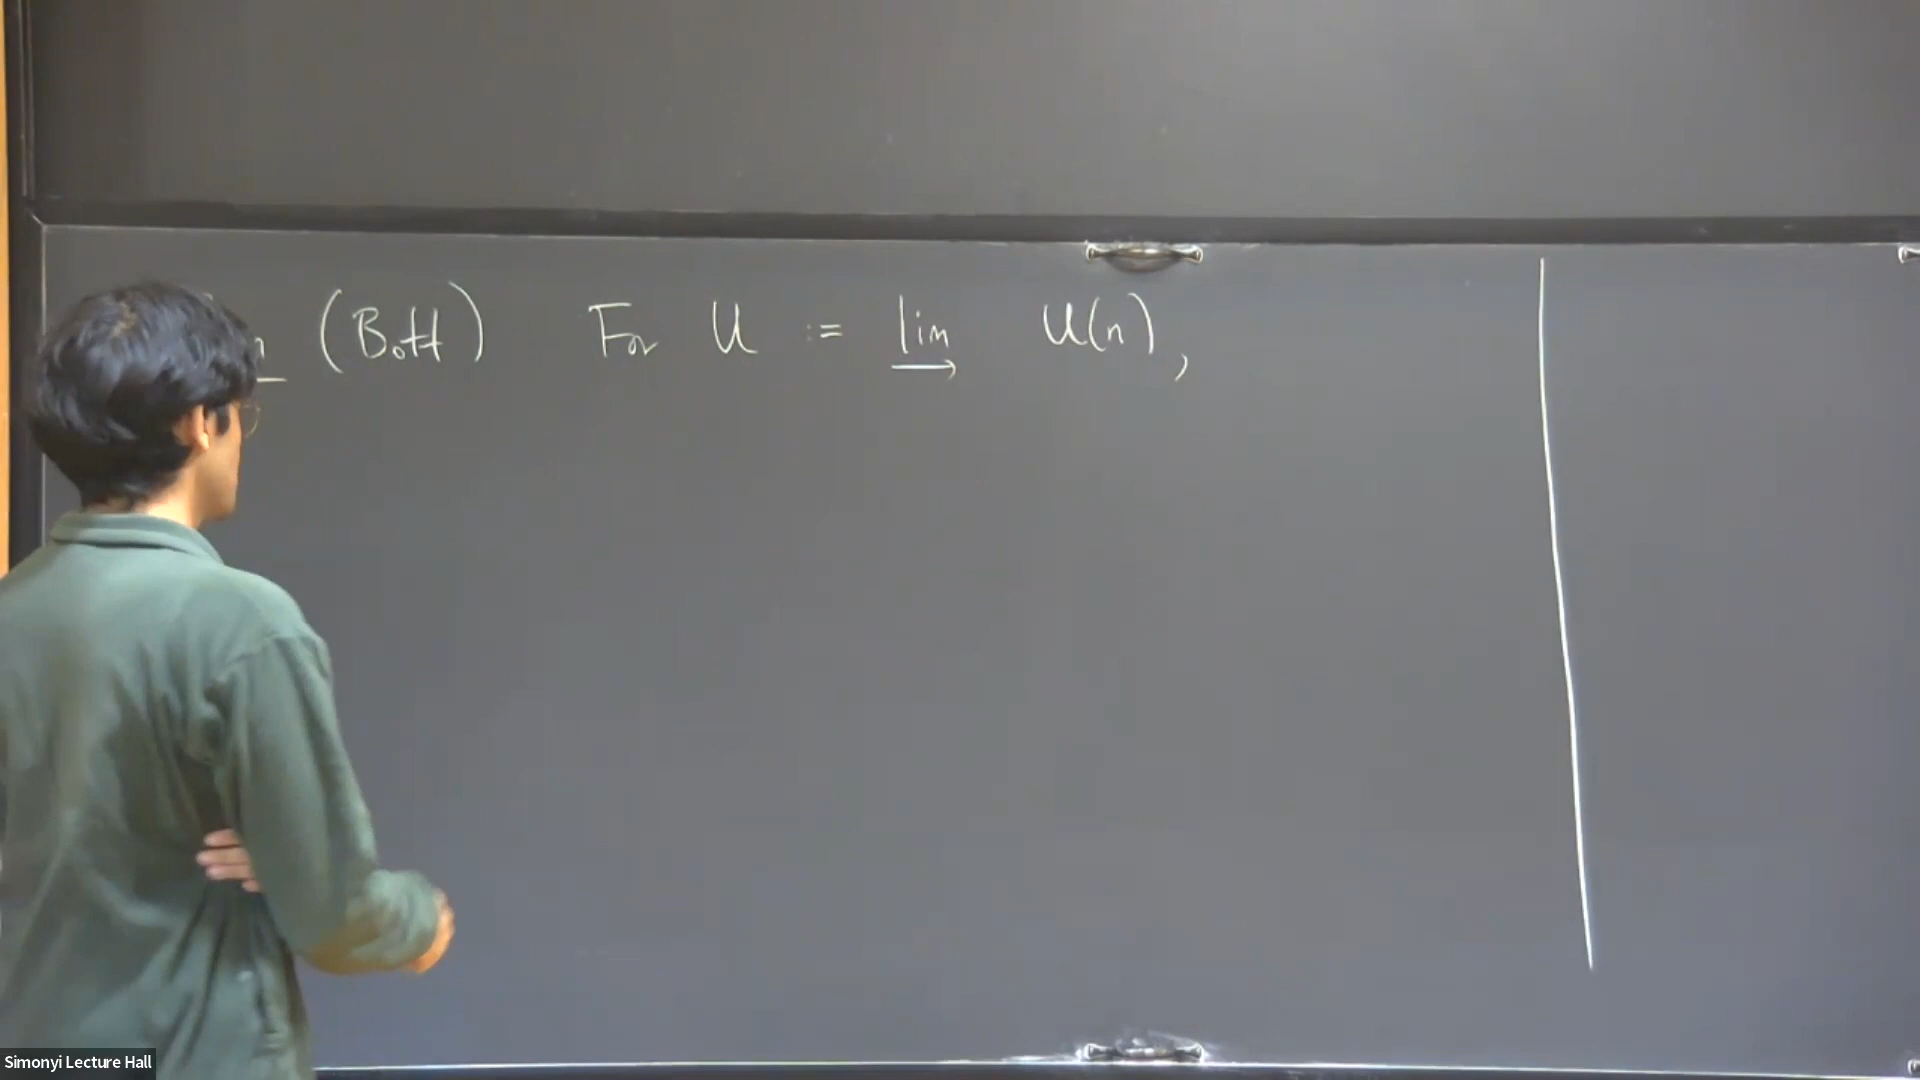 (Bott) For U := lim→ U(n),
Simonyi Lecture Hall